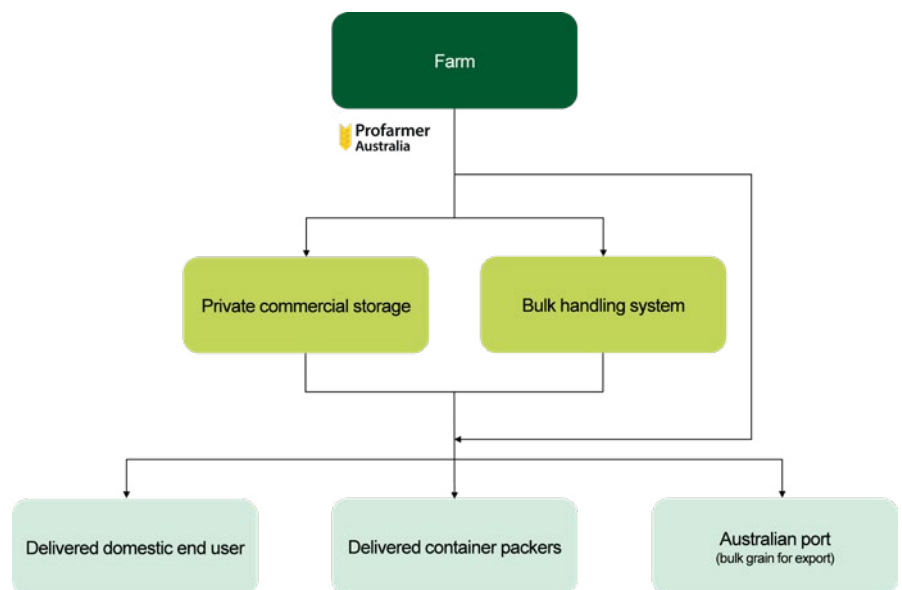 Farm
Profarmer
Australia
Private commercial storage
Bulk handling system
Delivered domestic end user
Delivered container packers
Australian port
(bulk grain for export)